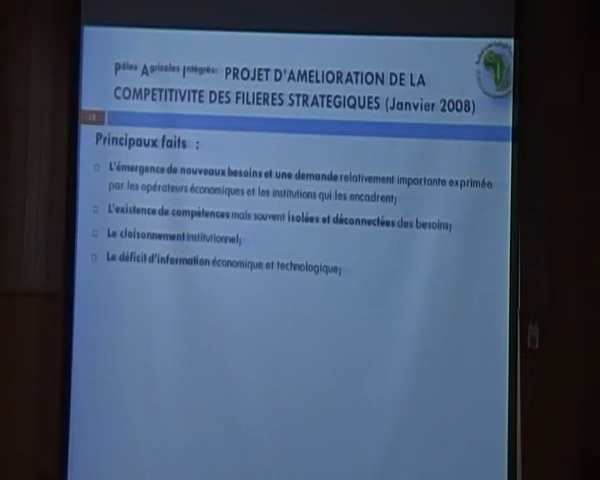 Pôles Agricoles Intégrés: PROJET D'AMELIORATION DE LA
COMPETITIVITE DES FILIERES STRATEGIQUES (Janvier 2008)
Principaux faits :
L'émergence de nouveaux besoins et une demande relativement importante exprimée
par les opérateurs économiques et les institutions qui les encadrent;
L'existence de compétences mais souvent isolées et déconnectées des besoins;
Le cloisonnement institutionnel;
Le déficit d'information économique et technologique;